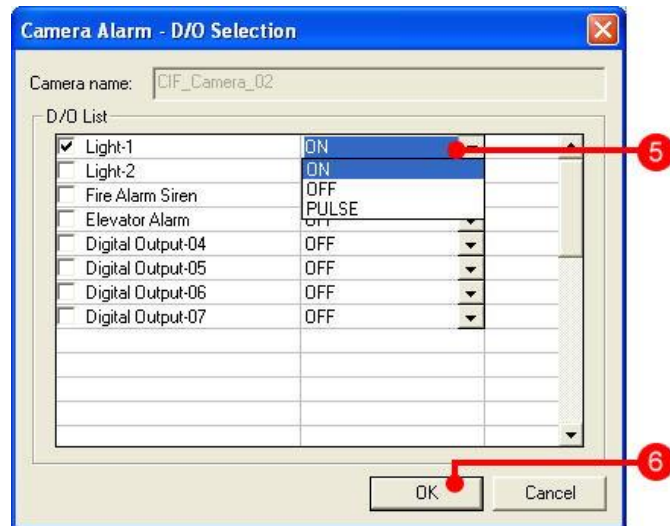 Camera Alarm - D/O Selection
Camera name: CIF_Camera_02
D/O List
Light-1 ON 5
Light-2 ON
Fire Alarm Siren OFF
PULSE
Elevator Alarm OFF
Digital Output-04 OFF
Digital Output-05 OFF
Digital Output-06 OFF
Digital Output-07 OFF
6
OK Cancel